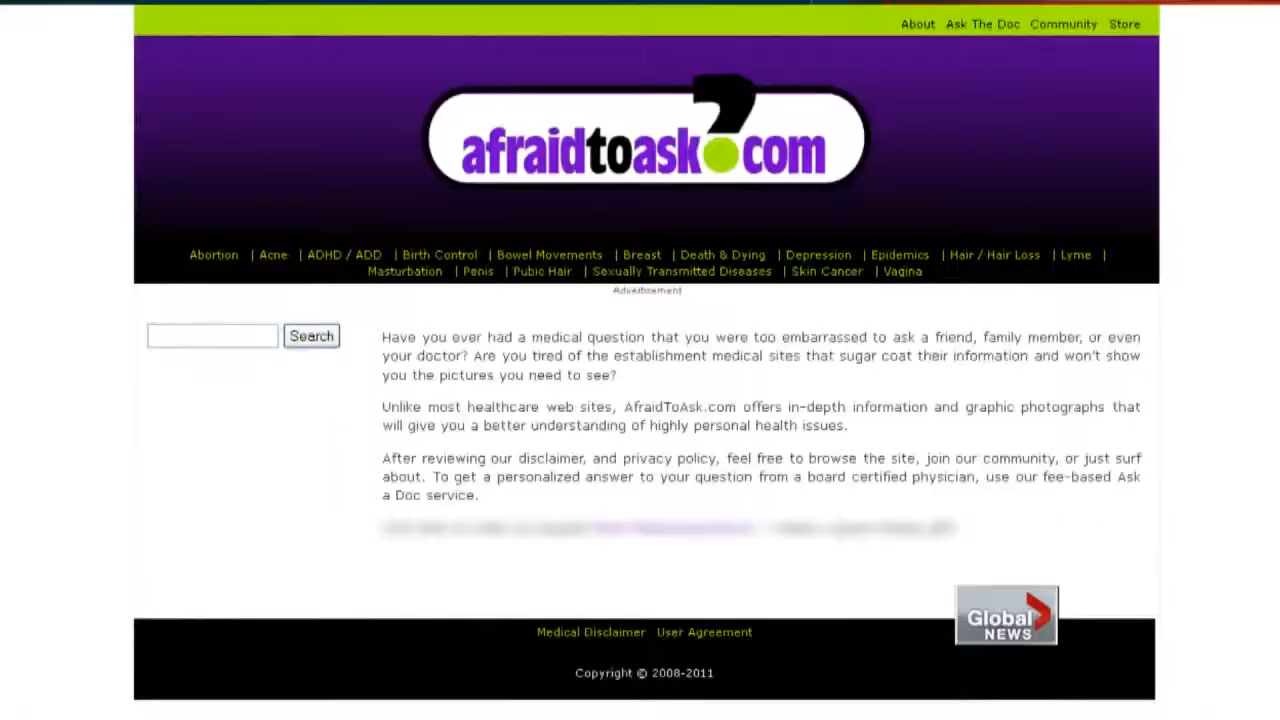 About Ask The Doc Community Store
afraidtoask?com
Abortion | Acne | ADHD / ADD | Birth Control | Bowel Movements | Breast | Death & Dying | Depression | Epidemics | Hair / Hair Loss | Lyme |
Masturbation | Penis | Pubic Hair | Sexually Transmitted Diseases | Skin Cancer | Vagina
Advertisement
Search
Have you ever had a medical question that you were too embarrassed to ask a friend, family member, or even
your doctor? Are you tired of the establishment medical sites that sugar coat their information and won't show
you the pictures you need to see?
Unlike most healthcare web sites, AfraidToAsk.com offers in-depth information and graphic photographs that
will give you a better understanding of highly personal health issues.
After reviewing our disclaimer, and privacy policy, feel free to browse the site, join our community, or just surf
about. To get a personalized answer to your question from a board certified physician, use our fee-based Ask
a Doc service.
Global
NEWS
Medical Disclaimer User Agreement
Copyright © 2008-2011